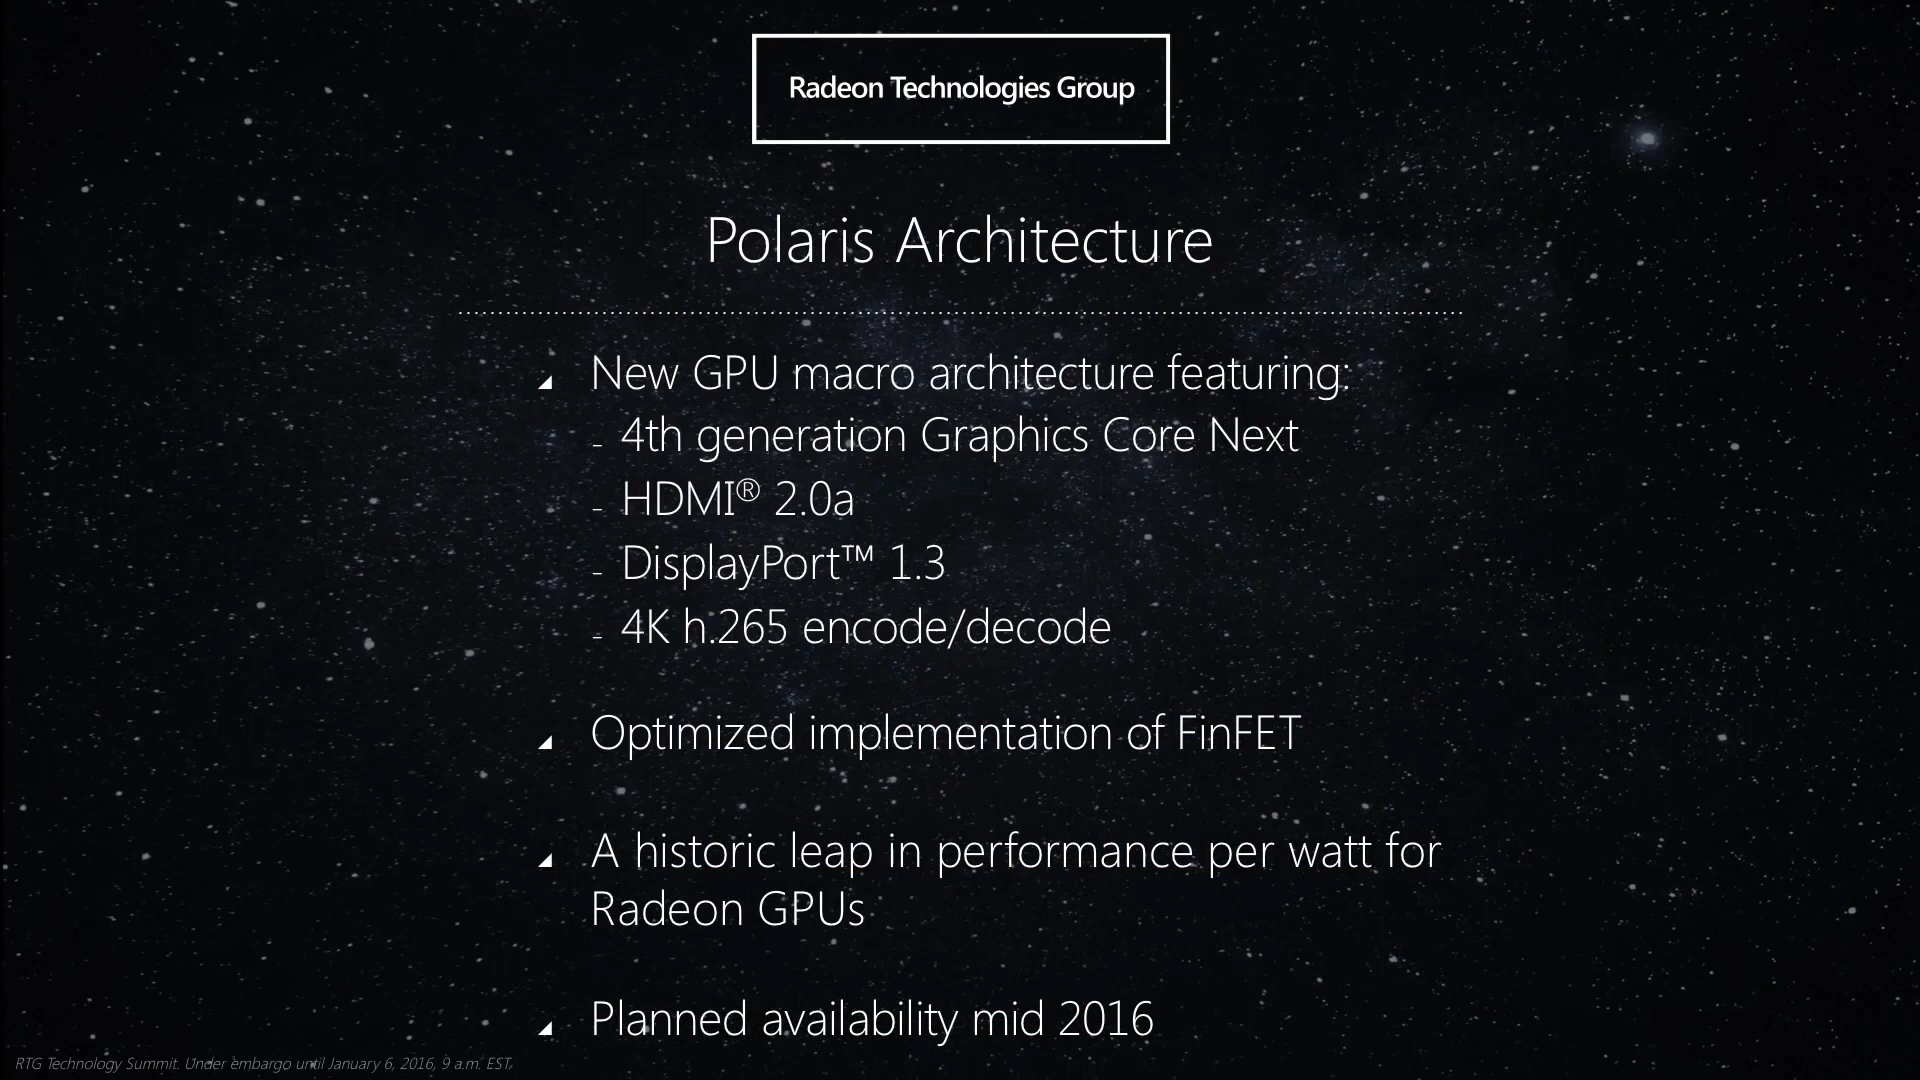 Radeon Technologies Group
Polaris Architecture
New GPU macro architecture featuring:
- 4th generation Graphics Core Next
- HDMI® 2.0a
- DisplayPort™ 1.3
- 4K h.265 encode/decode
Optimized implementation of FinFET
A historic leap in performance per watt for
Radeon GPUs
Planned availability mid 2016
RTG Technology Summit. Under embargo until January 6, 2016, 9 a.m. EST.